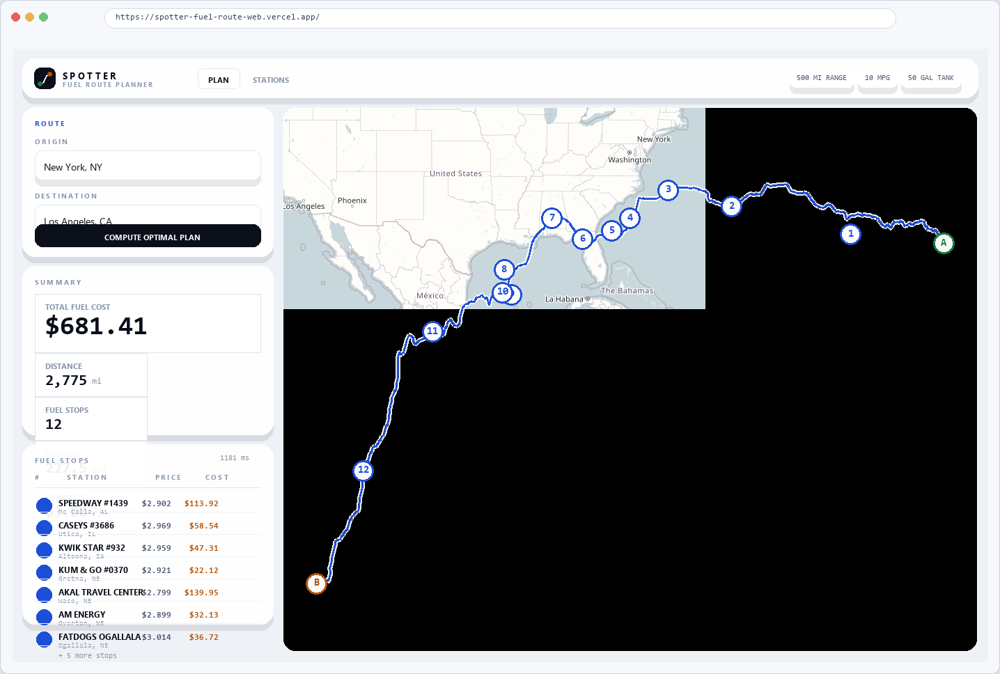 https://spotter-fuel-route-web.vercel.app/
SPOTTER
FUEL ROUTE PLANNER
PLAN
STATIONS
500 MI RANGE
10 MPG
50 GAL TANK
ROUTE
ORIGIN
New York, NY
DESTINATION
Los Angeles, CA
COMPUTE OPTIMAL PLAN
SUMMARY
TOTAL FUEL COST
$681.41
DISTANCE
2,775 mi
FUEL STOPS
12
GALLONS
227.5 gal
FUEL STOPS
1181 ms
# STATION PRICE COST
SPEEDWAY #1439 $2.902 $113.92
Mc Calla, AL
CASEYS #3686 $2.969 $58.54
Utica, IL
KWIK STAR #932 $2.959 $47.31
Altoona, IA
KUM & GO #0370 $2.921 $22.12
Gretna, NE
AKAL TRAVEL CENTER $2.799 $139.95
Waco, NE
AM ENERGY $2.899 $32.13
Overton, NE
FATDOGS OGALLALA $3.014 $36.72
Ogallala, NE
+ 5 more stops
New York
Washington
United States
Los Angeles
Phoenix
México
La Habana
The Bahamas
A
1
2
3
4
5
6
7
8
10
11
12
B